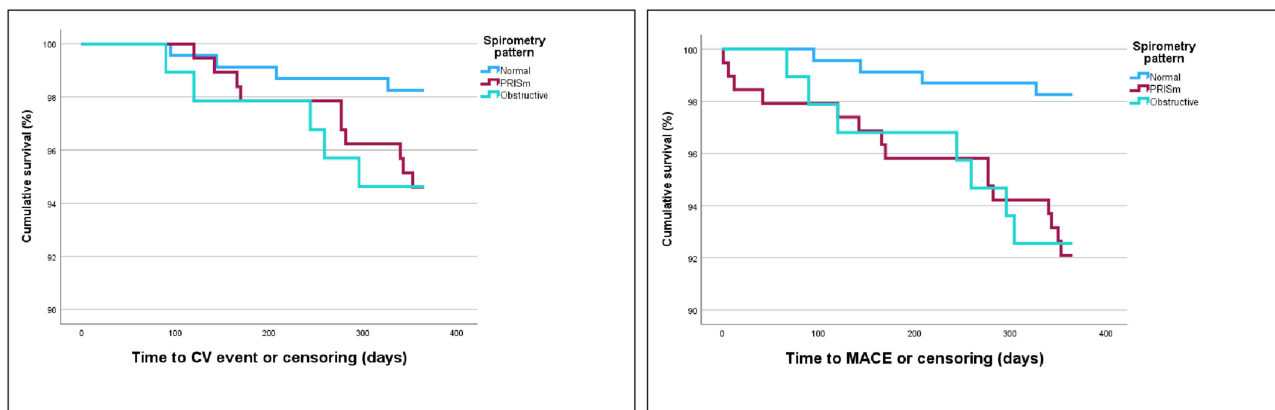 Spirometry
pattern
Normal
PRISm
Obstructive
100
98
96
94
92
90
Cumulative survival (%)
0
100
200
300
400
Time to CV event or censoring (days)
Spirometry
pattern
Normal
PRISm
Obstructive
100
98
96
94
92
90
Cumulative survival (%)
0
100
200
300
400
Time to MACE or censoring (days)